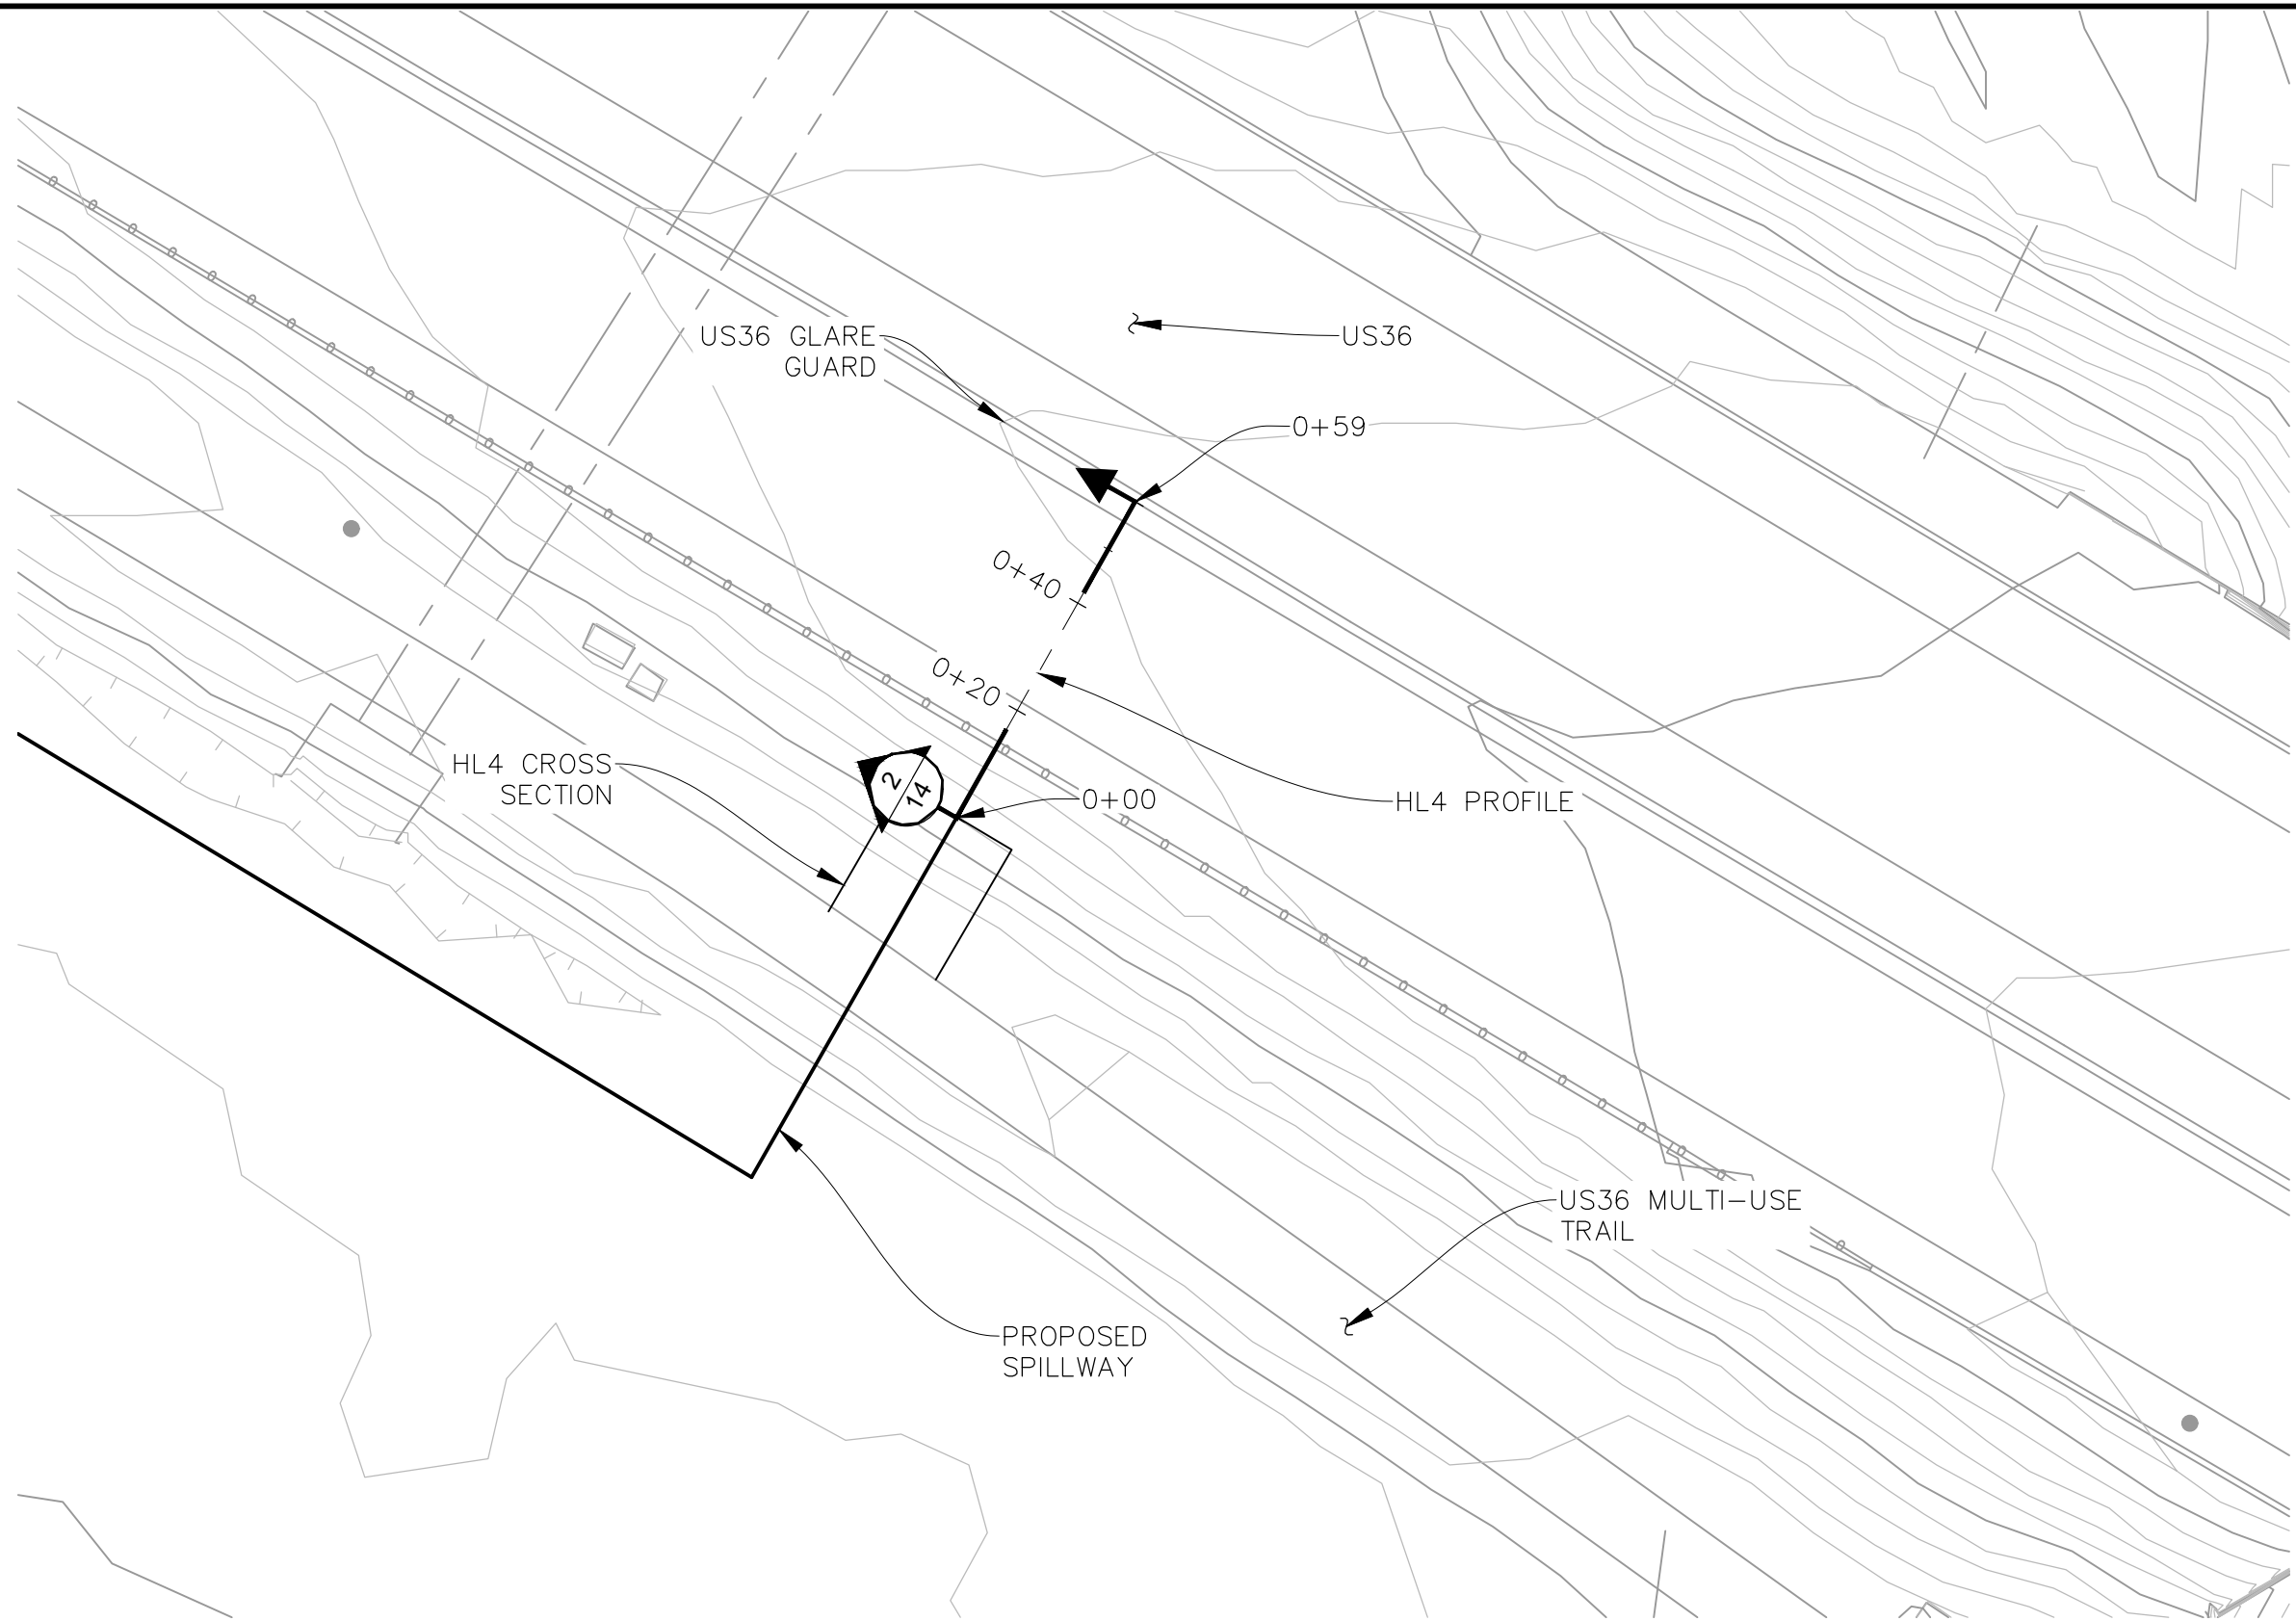 US36 GLARE
GUARD
US36
0+59
0+40
0+20
HL4 CROSS
SECTION
2
14
0+00
HL4 PROFILE
US36 MULTI-USE
TRAIL
PROPOSED
SPILLWAY